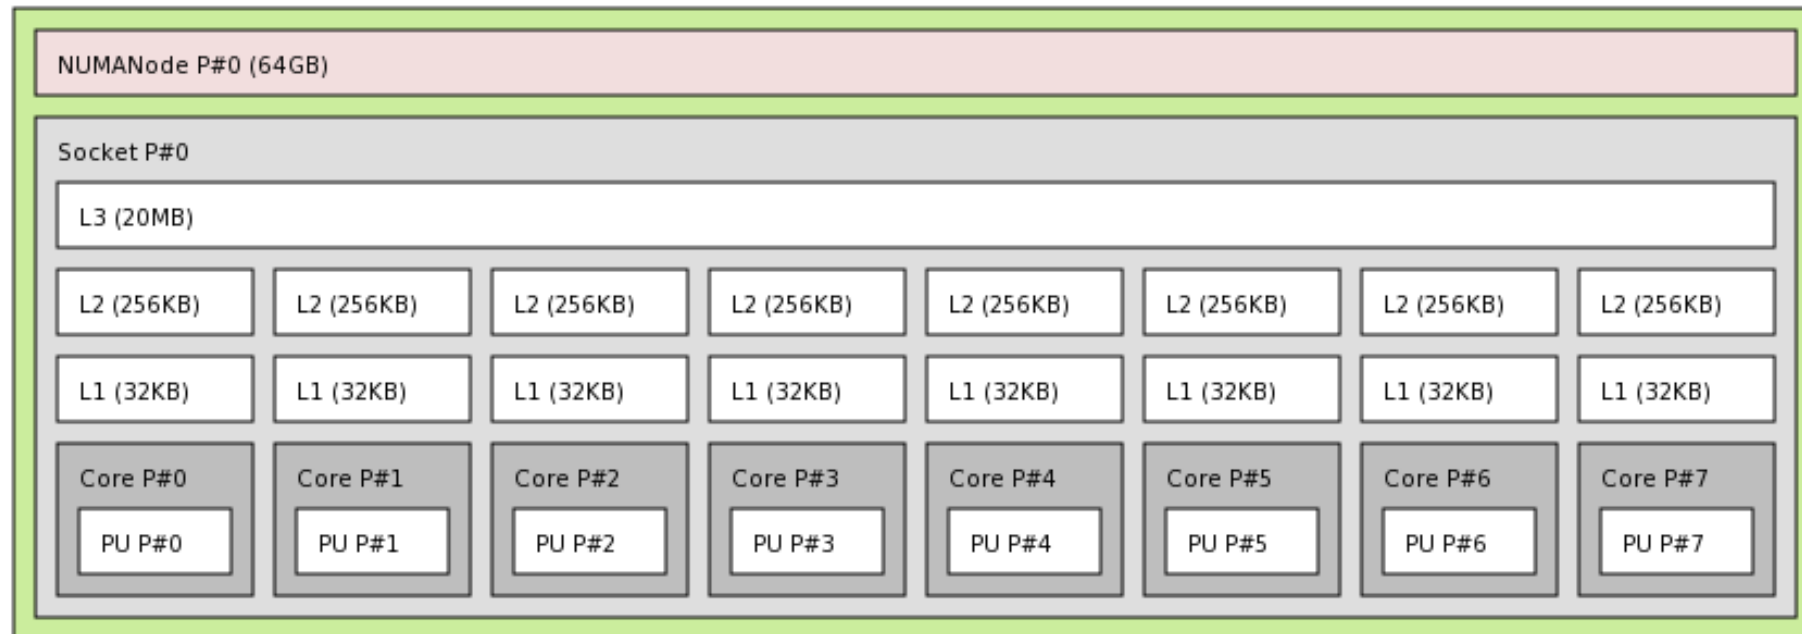 NUMANode P#0 (64GB)
Socket P#0
L3 (20MB)
L2 (256KB) L2 (256KB) L2 (256KB) L2 (256KB) L2 (256KB) L2 (256KB) L2 (256KB) L2 (256KB)
L1 (32KB) L1 (32KB) L1 (32KB) L1 (32KB) L1 (32KB) L1 (32KB) L1 (32KB) L1 (32KB)
Core P#0 Core P#1 Core P#2 Core P#3 Core P#4 Core P#5 Core P#6 Core P#7
PU P#0 PU P#1 PU P#2 PU P#3 PU P#4 PU P#5 PU P#6 PU P#7